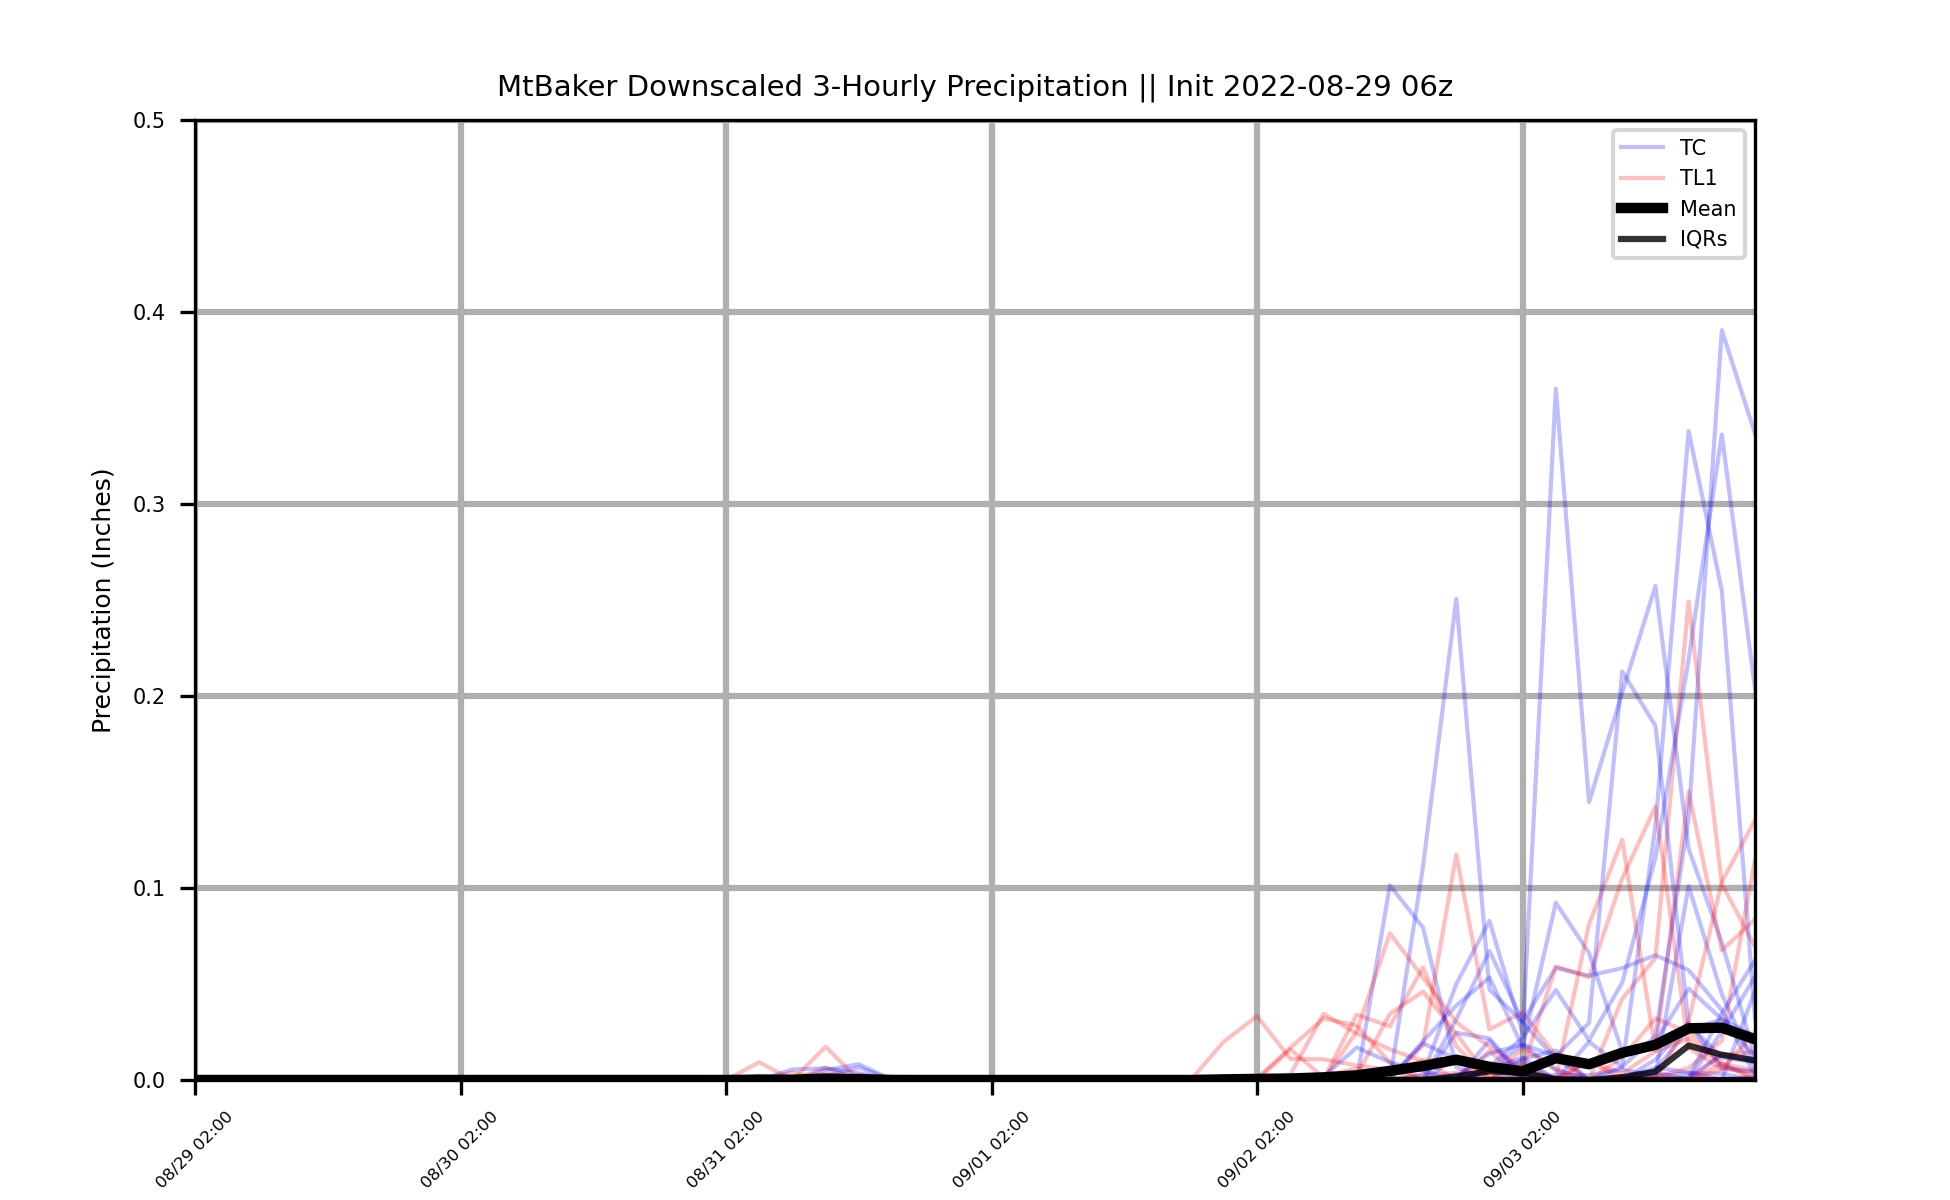 MtBaker Downscaled 3-Hourly Precipitation || Init 2022-08-29 06z
Precipitation (Inches)
0.5
0.4
0.3
0.2
0.1
0.0
TC
TL1
Mean
IQRs
08/29 02:00
08/30 02:00
08/31 02:00
09/01 02:00
09/02 02:00
09/03 02:00